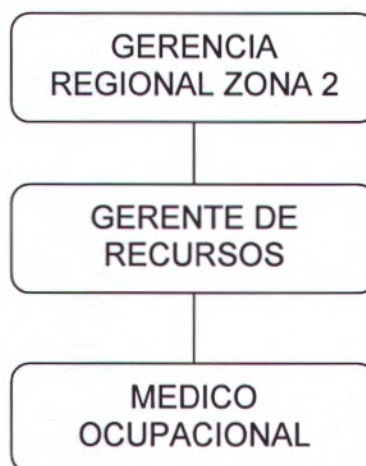 GERENCIA
REGIONAL ZONA 2
GERENTE DE
RECURSOS
MEDICO
OCUPACIONAL